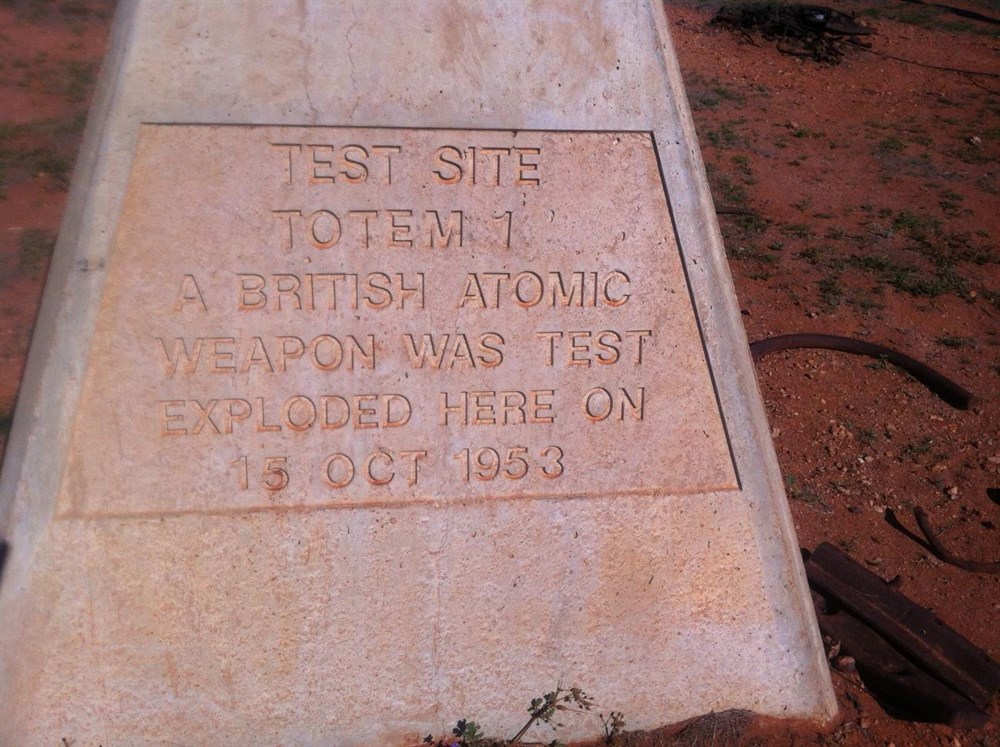 TEST SITE
TOTEM 1
A BRITISH ATOMIC
WEAPON WAS TEST
EXPLODED HERE ON
15 OCT 1953